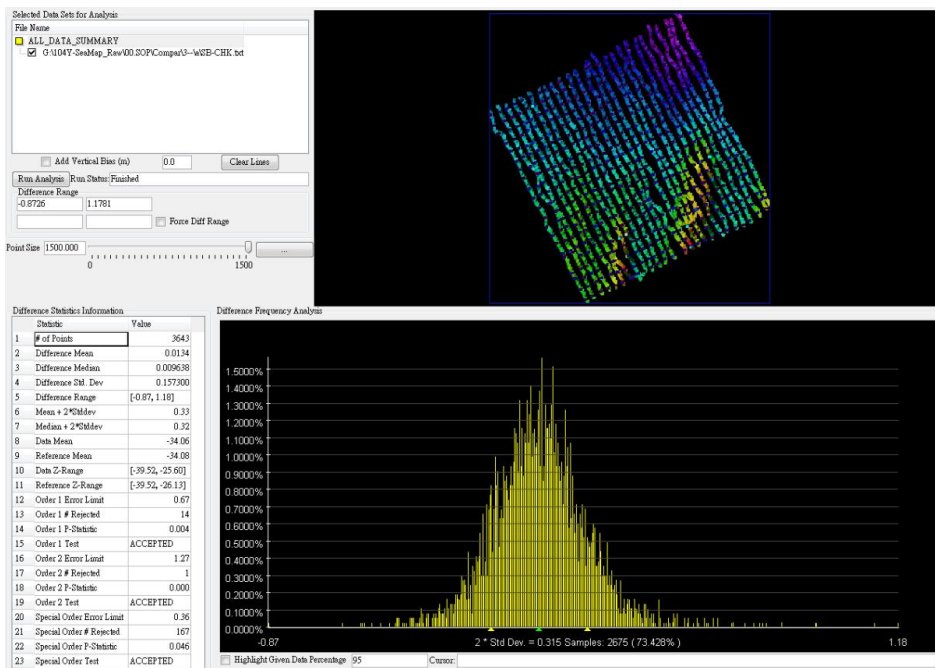 Selected Data Sets for Analysis
File Name
ALL_DATA_SUMMARY
Add Vertical Bias (m) 0.0 Clear Lines
Run Analysis Run Status: Finished
Difference Range
-0.8726 1.1781
Force Diff Range
Point Size 1500.000 ...
0 1500
Difference Statistics Information
Statistic Value
1 # of Points 3643
2 Difference Mean 0.0134
3 Difference Median 0.009638
4 Difference Std. Dev 0.157300
5 Difference Range [-0.87, 1.18]
6 Mean + 2*Stddev 0.33
7 Median + 2*Stddev 0.32
8 Data Mean -34.06
9 Reference Mean -34.08
10 Data Z-Range [-39.52, -25.60]
11 Reference Z-Range [-39.52, -26.13]
12 Order 1 Error Limit 0.67
13 Order 1 # Rejected 14
14 Order 1 P-Statistic 0.004
15 Order 1 Test ACCEPTED
16 Order 2 Error Limit 1.27
17 Order 2 # Rejected 1
18 Order 2 P-Statistic 0.000
19 Order 2 Test ACCEPTED
20 Special Order Error Limit 0.36
21 Special Order # Rejected 167
22 Special Order P-Statistic 0.046
23 Special Order Test ACCEPTED
Difference Frequency Analysis
1.5000%
1.4000%
1.3000%
1.2000%
1.1000%
1.0000%
0.9000%
0.8000%
0.7000%
0.6000%
0.5000%
0.4000%
0.3000%
0.2000%
0.1000%
0.0000%
-0.87 2 * Std Dev. = 0.315 Samples: 2675 (73.428% ) 1.18
Highlight Given Data Percentage 95 Cursor: